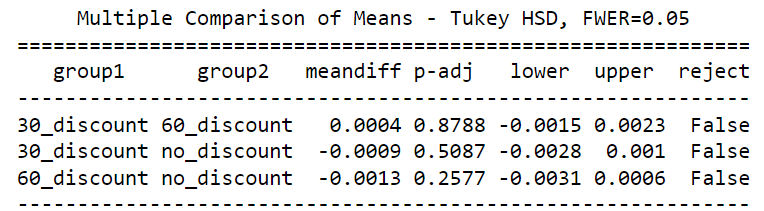 Multiple Comparison of Means - Tukey HSD, FWER=0.05
==============================================================
group1 group2 meandiff p-adj lower upper reject
--------------------------------------------------------------
30_discount 60_discount 0.0004 0.8788 -0.0015 0.0023 False
30_discount no_discount -0.0009 0.5087 -0.0028 0.001 False
60_discount no_discount -0.0013 0.2577 -0.0031 0.0006 False
--------------------------------------------------------------